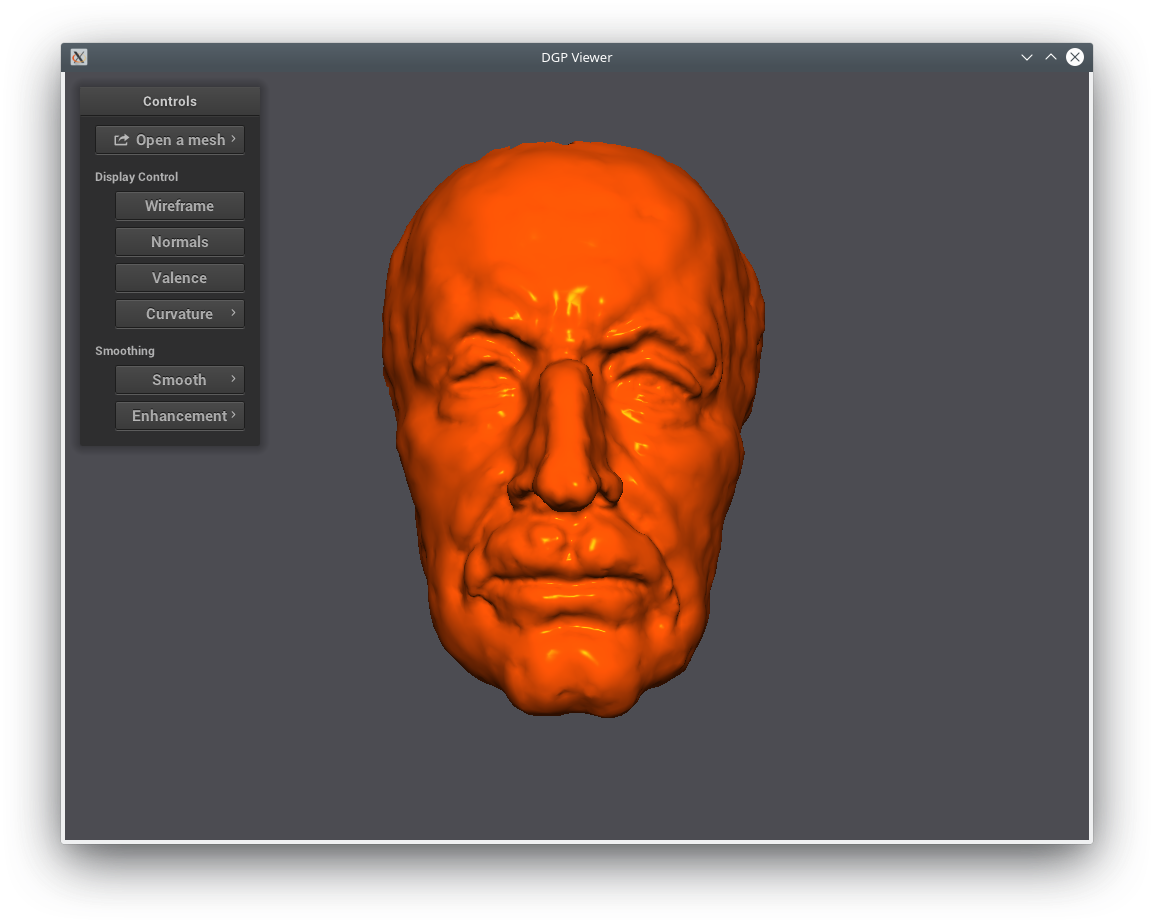 DGP Viewer
Controls
Open a mesh
Display Control
Wireframe
Normals
Valence
Curvature
Smoothing
Smooth
Enhancement